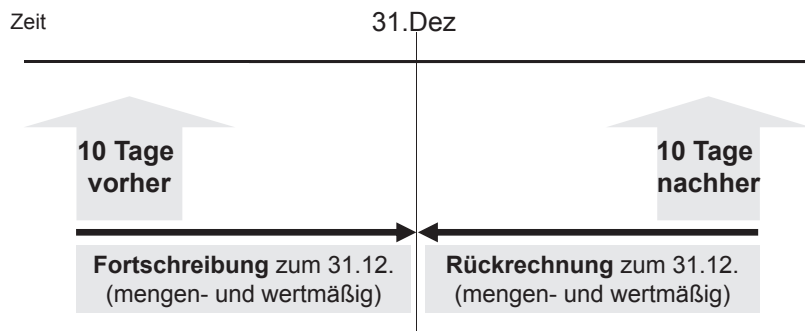 Zeit
31.Dez
10 Tage
vorher
10 Tage
nachher
Fortschreibung zum 31.12.
(mengen- und wertmäßig)
Rückrechnung zum 31.12.
(mengen- und wertmäßig)